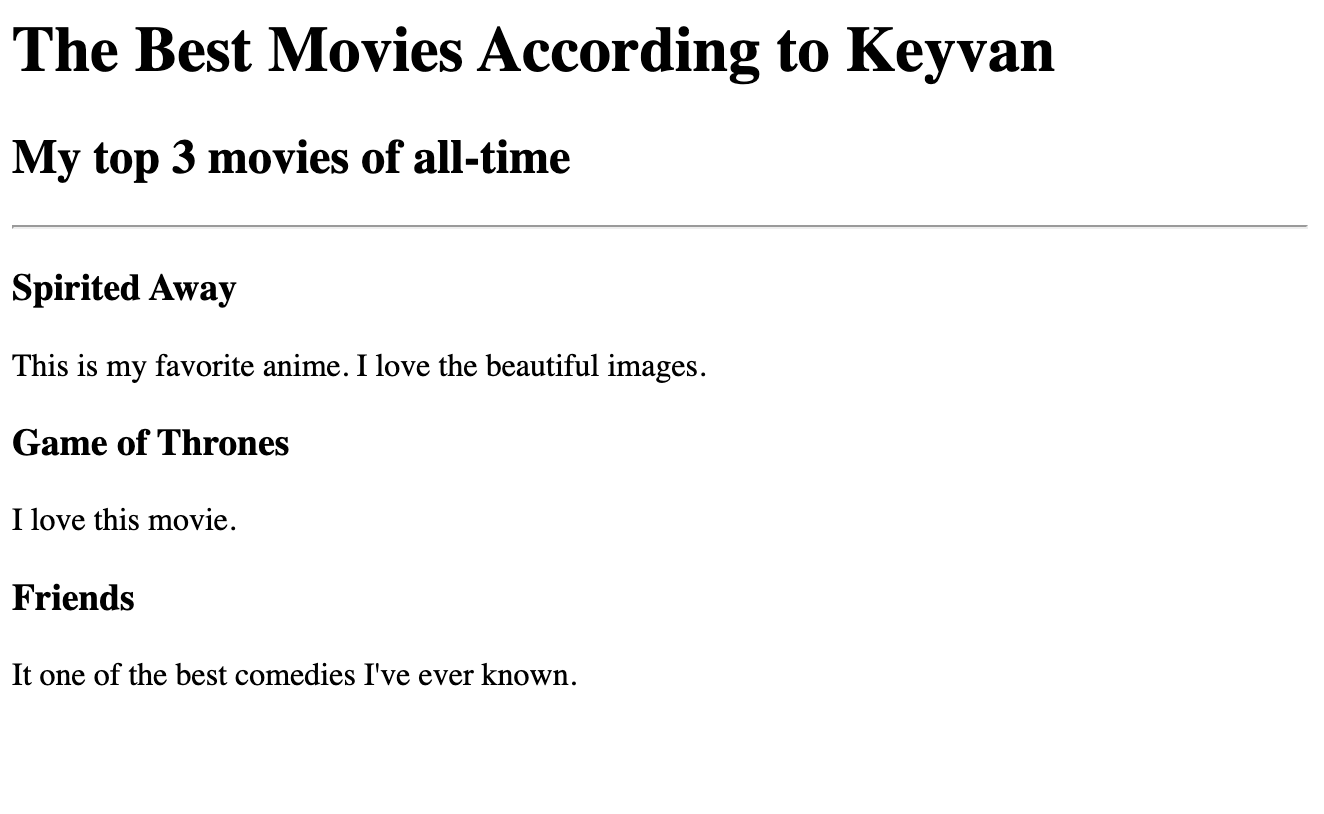 The Best Movies According to Keyvan
My top 3 movies of all-time
Spirited Away
This is my favorite anime. I love the beautiful images.
Game of Thrones
I love this movie.
Friends
It one of the best comedies I've ever known.